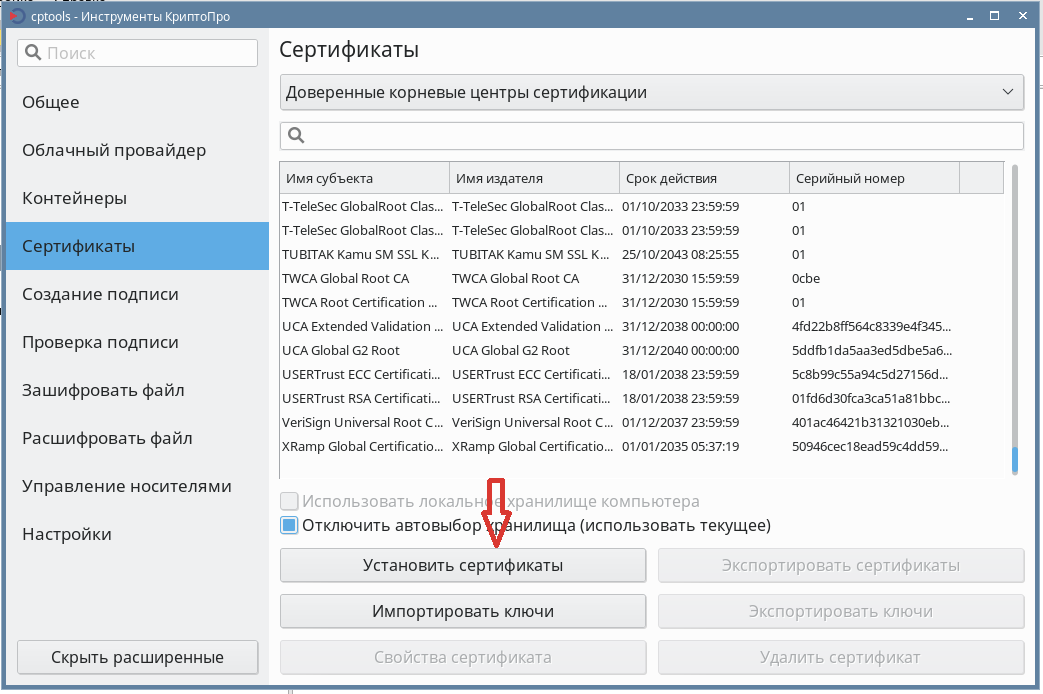 cptools - Инструменты КриптоПро
Поиск
Общее
Облачный провайдер
Контейнеры
Сертификаты
Создание подписи
Проверка подписи
Зашифровать файл
Расшифровать файл
Управление носителями
Настройки
Скрыть расширенные
Сертификаты
Доверенные корневые центры сертификации
Имя субъекта Имя издателя Срок действия Серийный номер
T-TeleSec GlobalRoot Clas... T-TeleSec GlobalRoot Clas... 01/10/2033 23:59:59 01
T-TeleSec GlobalRoot Clas... T-TeleSec GlobalRoot Clas... 01/10/2033 23:59:59 01
TUBITAK Kamu SM SSL K... TUBITAK Kamu SM SSL K... 25/10/2043 08:25:55 01
TWCA Global Root CA TWCA Global Root CA 31/12/2030 15:59:59 0cbe
TWCA Root Certification ... TWCA Root Certification ... 31/12/2030 15:59:59 01
UCA Extended Validation ... UCA Extended Validation ... 31/12/2038 00:00:00 4fd22b8ff564c8339e4f345...
UCA Global G2 Root UCA Global G2 Root 31/12/2040 00:00:00 5ddfb1da5aa3ed5dbe5a6...
USERTrust ECC Certificati... USERTrust ECC Certificati... 18/01/2038 23:59:59 5c8b99c55a94c5d27156d...
USERTrust RSA Certificati... USERTrust RSA Certificati... 18/01/2038 23:59:59 01fd6d30fca3ca51a81bbc...
VeriSign Universal Root C... VeriSign Universal Root C... 01/12/2037 23:59:59 401ac46421b31321030eb...
XRamp Global Certificatio... XRamp Global Certificatio... 01/01/2035 05:37:19 50946cec18ead59c4dd59...
Использовать локальное хранилище компьютера
Отключить автовыбор хранилища (использовать текущее)
Установить сертификаты Экспортировать сертификаты
Импортировать ключи Экспортировать ключи
Свойства сертификата Удалить сертификат